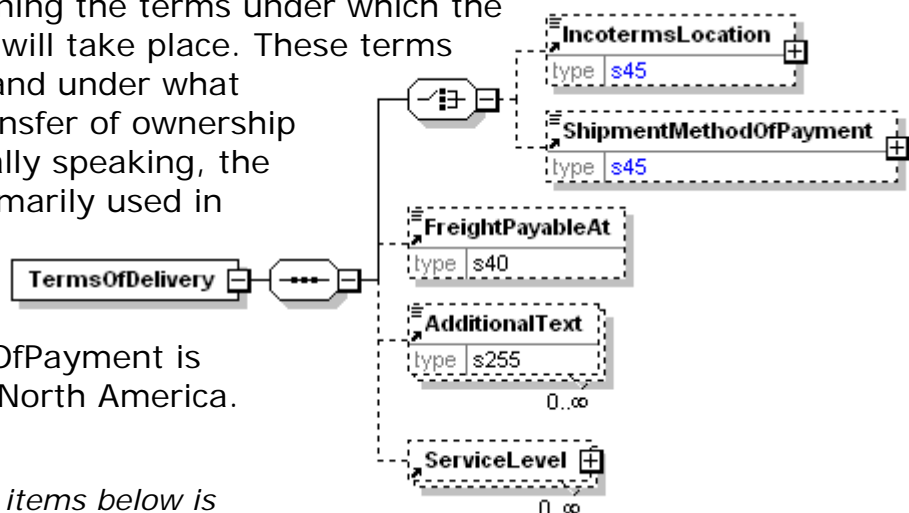 ning the terms under which the
will take place. These terms
and under what
nsfer of ownership
ally speaking, the
marily used in
IncotermsLocation
type s45
ShipmentMethodOfPayment
type s45
FreightPayableAt
type s40
TermsOfDelivery
AdditionalText
type s255
0..∞
OfPayment is
North America.
ServiceLevel
0..∞
items below is